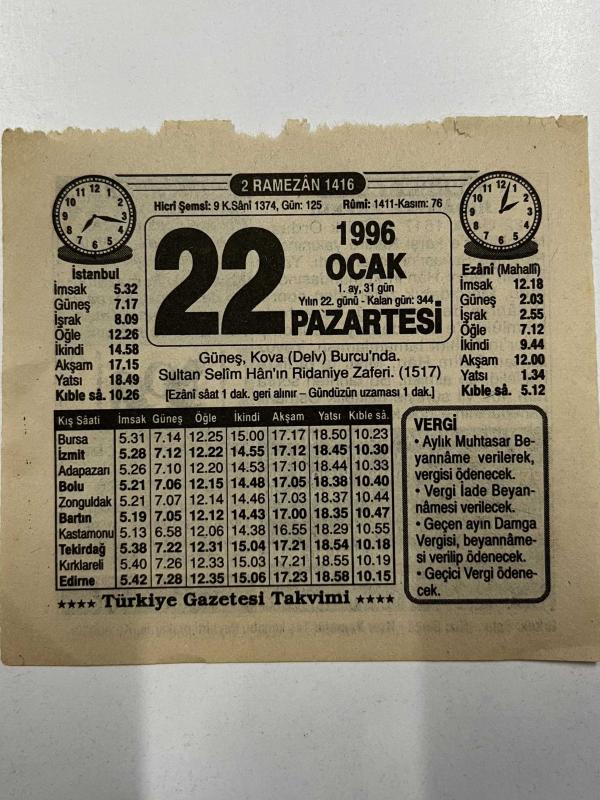 2 RAMEZÂN 1416
Hicrî Şemsî: 9 K.Sâni 1374, Gün: 125 Rûmî: 1411-Kasım: 76
22
1996
OCAK
1. ay, 31 gün
Yılın 22. günü - Kalan gün: 344
PAZARTESİ
İstanbul
İmsak 5.32
Güneş 7.17
İşrak 8.09
Öğle 12.26
İkindi 14.58
Akşam 17.15
Yatsı 18.49
Kıble sâ. 10.26
Ezânî (Mahallî)
İmsak 12.18
Güneş 2.03
İşrak 2.55
Öğle 7.12
İkindi 9.44
Akşam 12.00
Yatsı 1.34
Kıble sâ. 5.12
Güneş, Kova (Delv) Burcu'nda.
Sultan Selîm Hân'ın Ridaniye Zaferi. (1517)
[Ezânî sâat 1 dak. geri alınır – Gündüzün uzaması 1 dak.]
Kış Sâati İmsak Güneş Öğle İkindi Akşam Yatsı Kıble sâ.
Bursa 5.31 7.14 12.25 15.00 17.17 18.50 10.23
İzmit 5.28 7.12 12.22 14.55 17.12 18.45 10.30
Adapazarı 5.26 7.10 12.20 14.53 17.10 18.44 10.33
Bolu 5.21 7.06 12.15 14.48 17.05 18.38 10.40
Zonguldak 5.21 7.07 12.14 14.46 17.03 18.37 10.44
Bartın 5.19 7.05 12.12 14.43 17.00 18.35 10.47
Kastamonu 5.13 6.58 12.06 14.38 16.55 18.29 10.55
Tekirdağ 5.38 7.22 12.31 15.04 17.21 18.54 10.18
Kırklareli 5.40 7.26 12.33 15.03 17.21 18.55 10.19
Edirne 5.42 7.28 12.35 15.06 17.23 18.58 10.15
VERGİ
• Aylık Muhtasar Be-
yannâme verilerek,
vergisi ödenecek.
• Vergi İade Beyan-
nâmesi verilecek.
• Geçen ayın Damga
Vergisi, beyannâme-
si verilip ödenecek.
• Geçici Vergi ödene-
cek.
★★★★ Türkiye Gazetesi Takvimi ★★★★